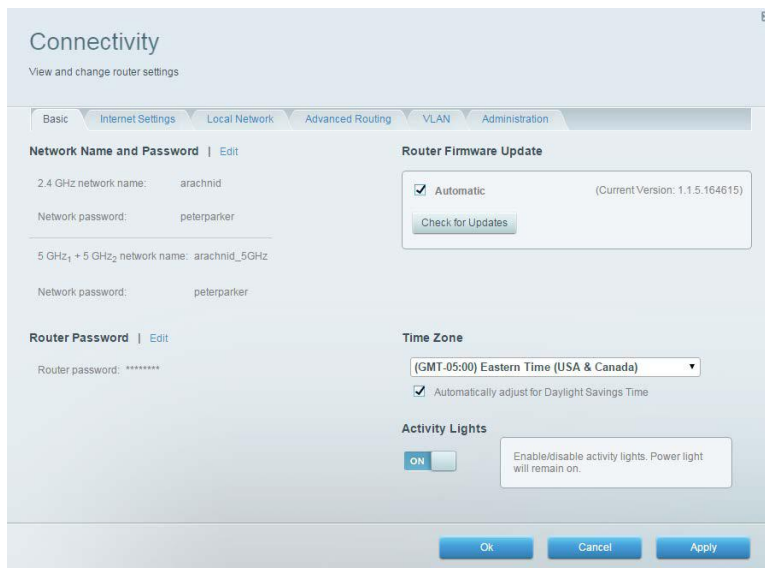 Connectivity
View and change router settings
Basic Internet Settings Local Network Advanced Routing VLAN Administration
Network Name and Password | Edit
2.4 GHz network name: arachnid
Network password: peterparker
5 GHz1 + 5 GHz2 network name: arachnid_5GHz
Network password: peterparker
Router Password | Edit
Router password: ********
Router Firmware Update
Automatic (Current Version: 1.1.5.164615)
Check for Updates
Time Zone
(GMT-05:00) Eastern Time (USA & Canada)
Automatically adjust for Daylight Savings Time
Activity Lights
ON
Enable/disable activity lights. Power light
will remain on.
Ok Cancel Apply